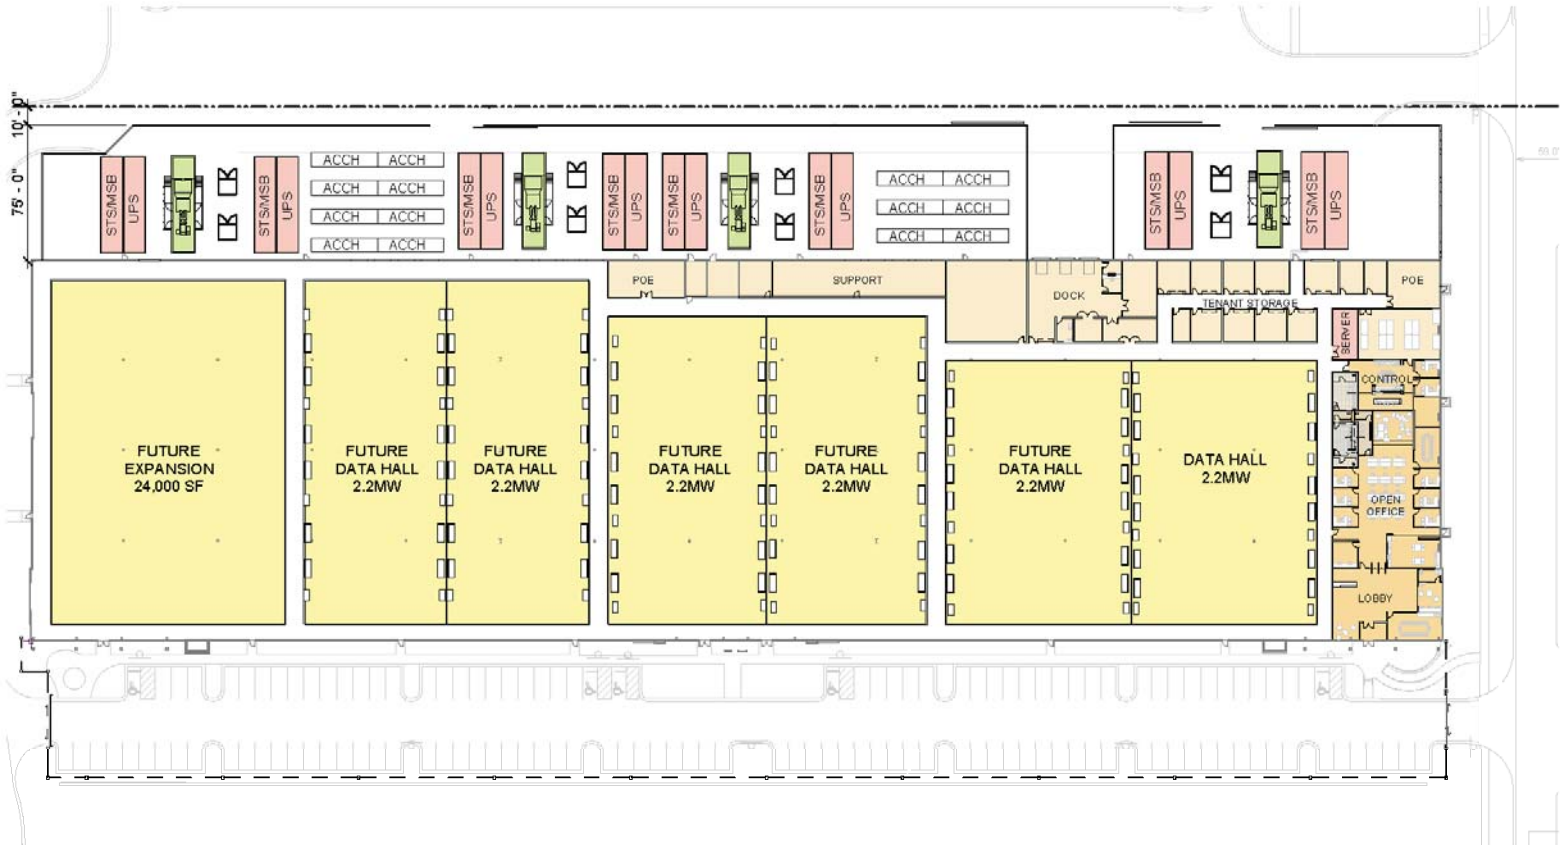 10' - 0"
75' - 0"
59.0'
STS/MSB
UPS
STS/MSB
UPS
ACCH ACCH
ACCH ACCH
ACCH ACCH
ACCH ACCH
STS/MSB
UPS
STS/MSB
UPS
STS/MSB
UPS
STS/MSB
UPS
ACCH ACCH
ACCH ACCH
ACCH ACCH
STS/MSB
UPS
STS/MSB
UPS
POE
SUPPORT
DOCK
TENANT STORAGE
POE
SERVER
CONTROL
OPEN
OFFICE
LOBBY
FUTURE
EXPANSION
24,000 SF
FUTURE
DATA HALL
2.2MW
FUTURE
DATA HALL
2.2MW
FUTURE
DATA HALL
2.2MW
FUTURE
DATA HALL
2.2MW
FUTURE
DATA HALL
2.2MW
DATA HALL
2.2MW